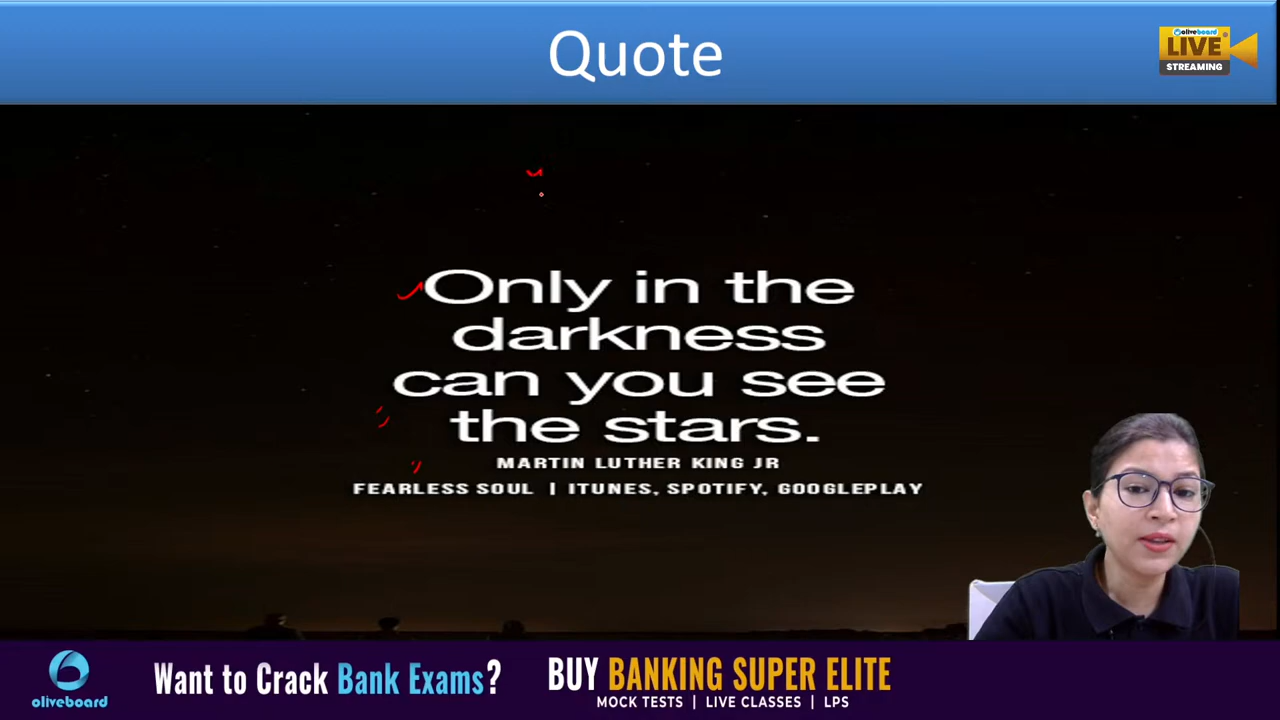 Quote
oliveboard
LIVE
STREAMING
Only in the
darkness
can you see
the stars.
MARTIN LUTHER KING JR
FEARLESS SOUL | ITUNES, SPOTIFY, GOOGLEPLAY
oliveboard
Want to Crack Bank Exams?
BUY BANKING SUPER ELITE
MOCK TESTS | LIVE CLASSES | LPS